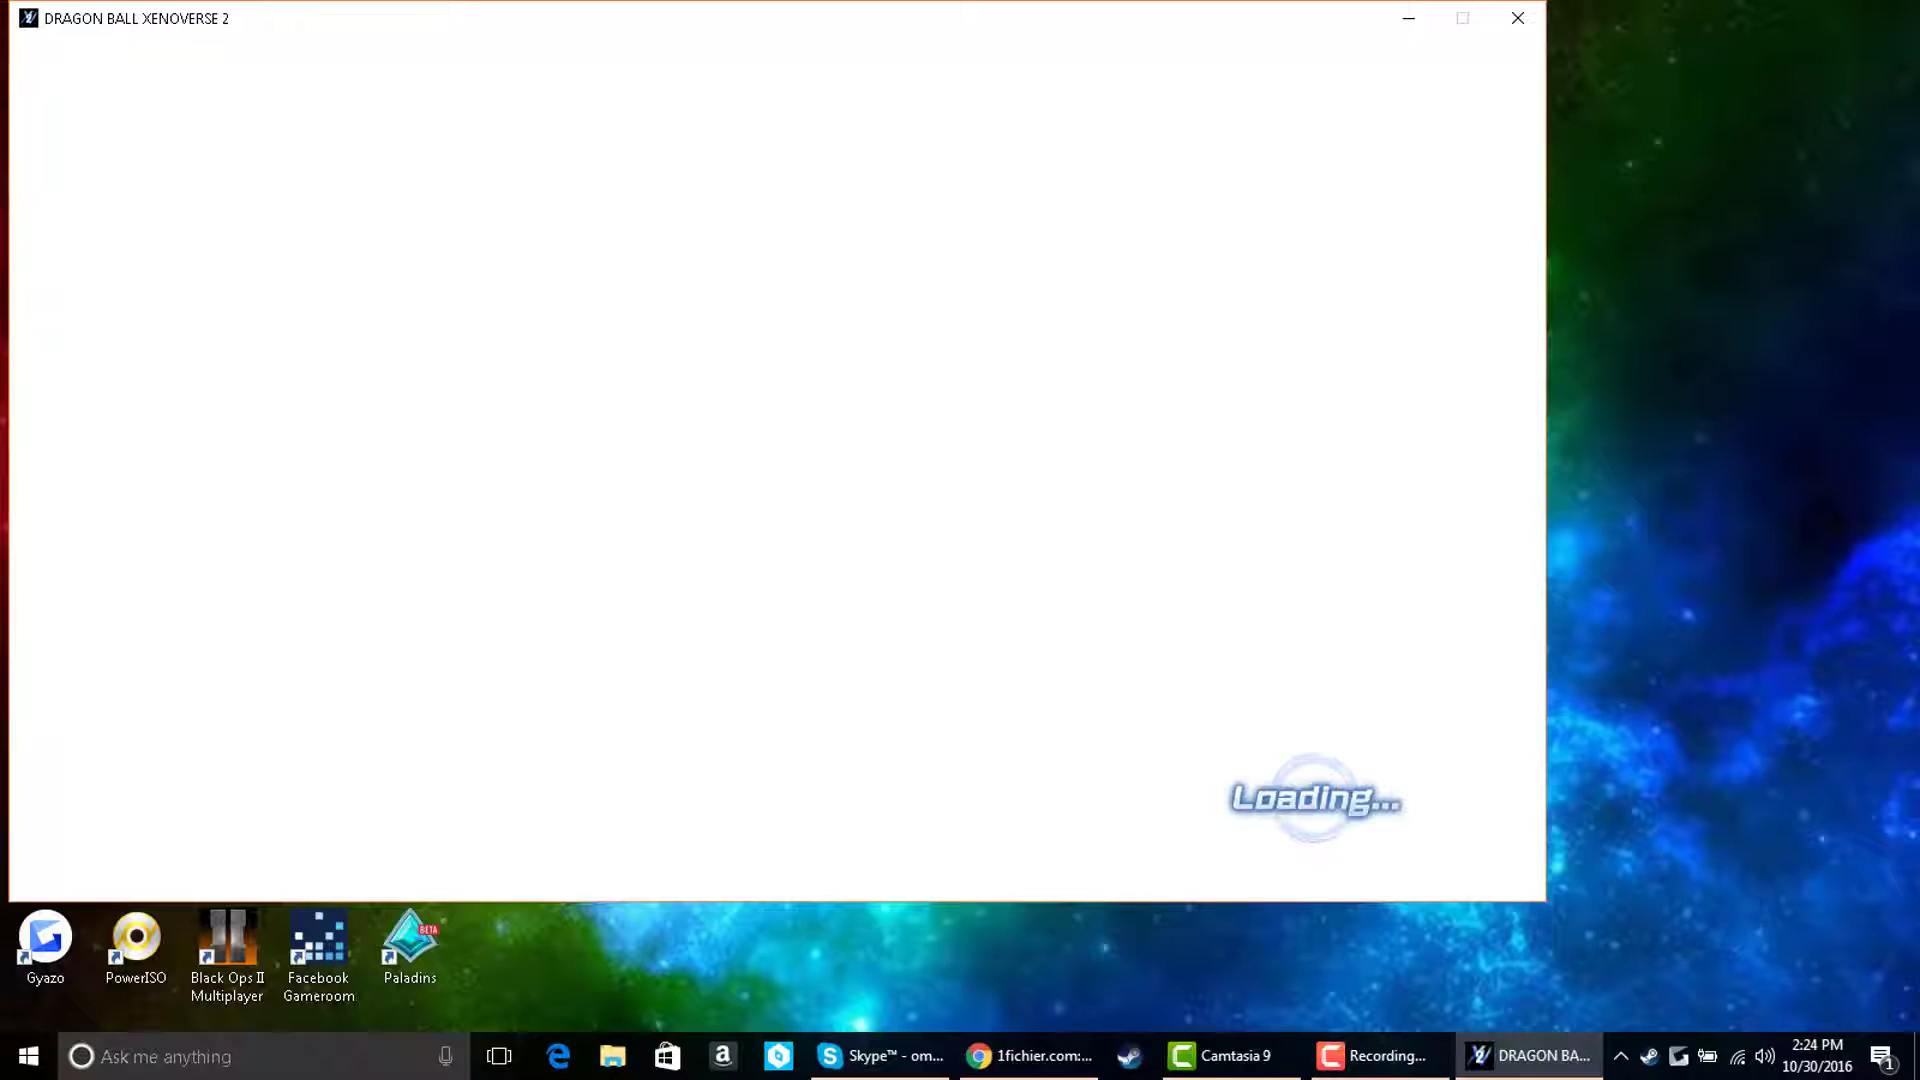 DRAGON BALL XENOVERSE 2
Loading...
Gyazo
PowerISO
Black Ops II
Multiplayer
Facebook
Gameroom
BETA
Paladins
Ask me anything
Skype™ - om...
1fichier.com:...
Camtasia 9
Recording...
DRAGON BA...
2:24 PM
10/30/2016
1